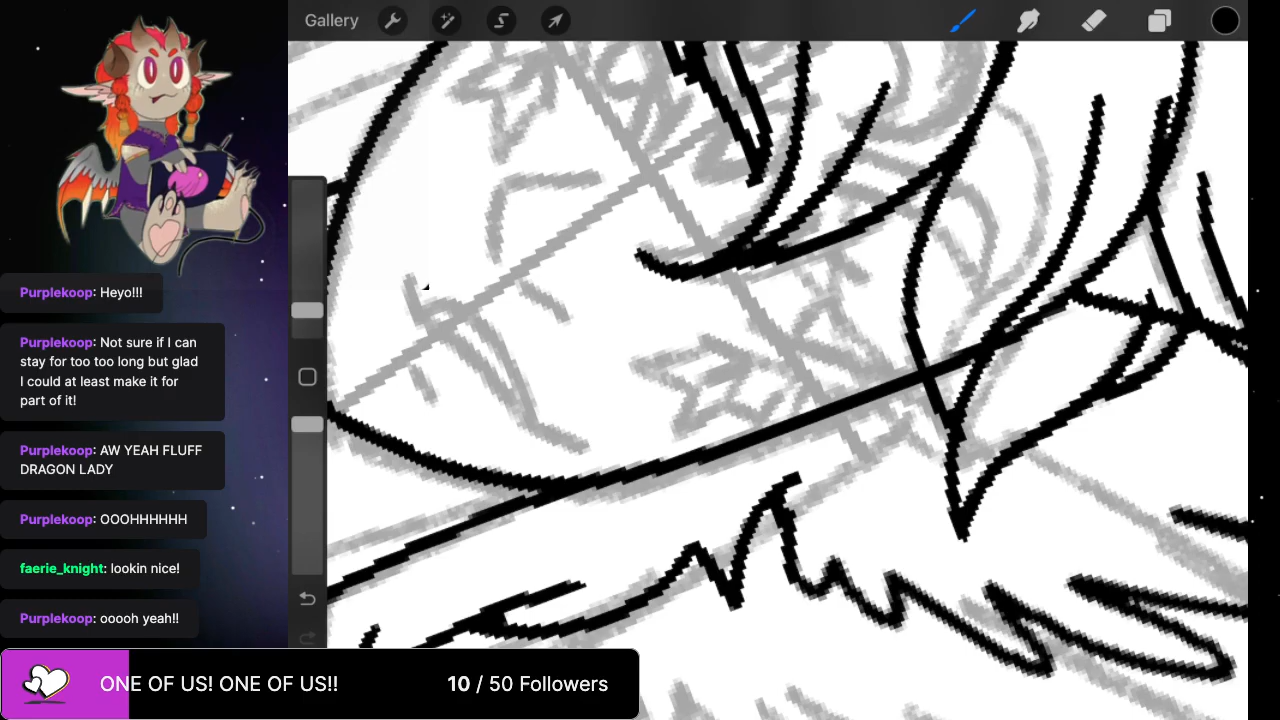 Gallery
Purplekoop: Heyo!!!
Purplekoop: Not sure if I can
stay for too too long but glad
I could at least make it for
part of it!
Purplekoop: AW YEAH FLUFF
DRAGON LADY
Purplekoop: OOOHHHHHH
faerie_knight: lookin nice!
Purplekoop: ooooh yeah!!
ONE OF US! ONE OF US!! 10 / 50 Followers